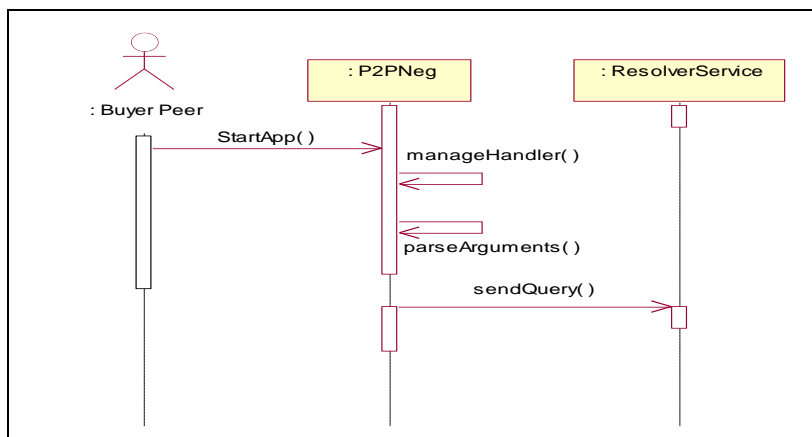 : P2PNeg
: ResolverService
: Buyer Peer
StartApp( )
manageHandler( )
parseArguments( )
sendQuery( )